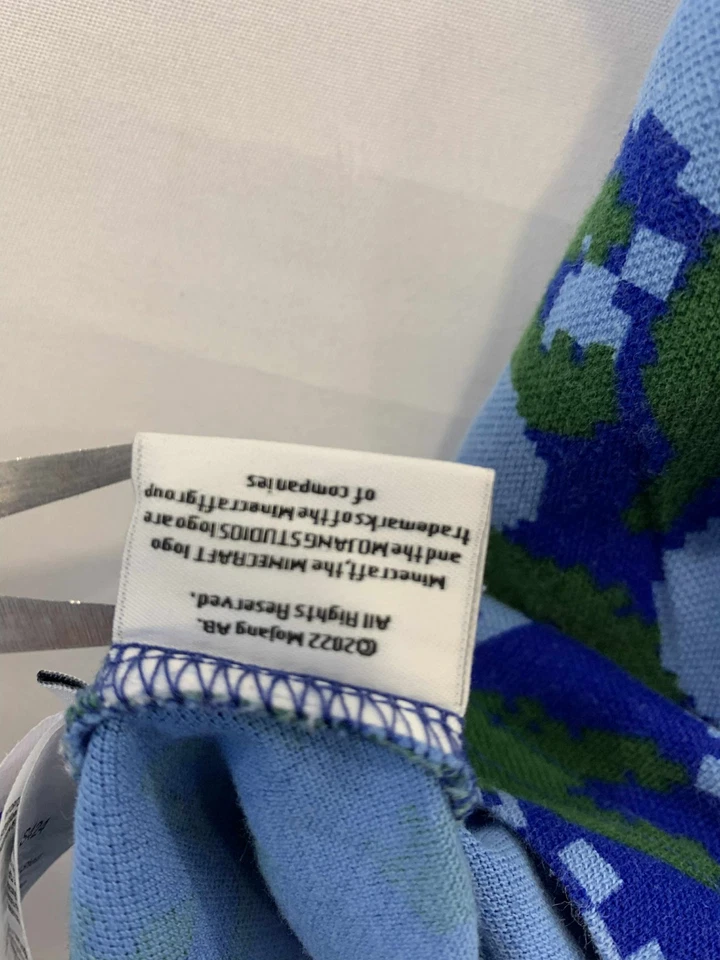 ©2022 Mojang AB.
All Rights Reserved.
Minecraft,the MINECRAFT logo
and the MOJANG STUDIOS logo are
trademarks of the Minecraft group
of companies